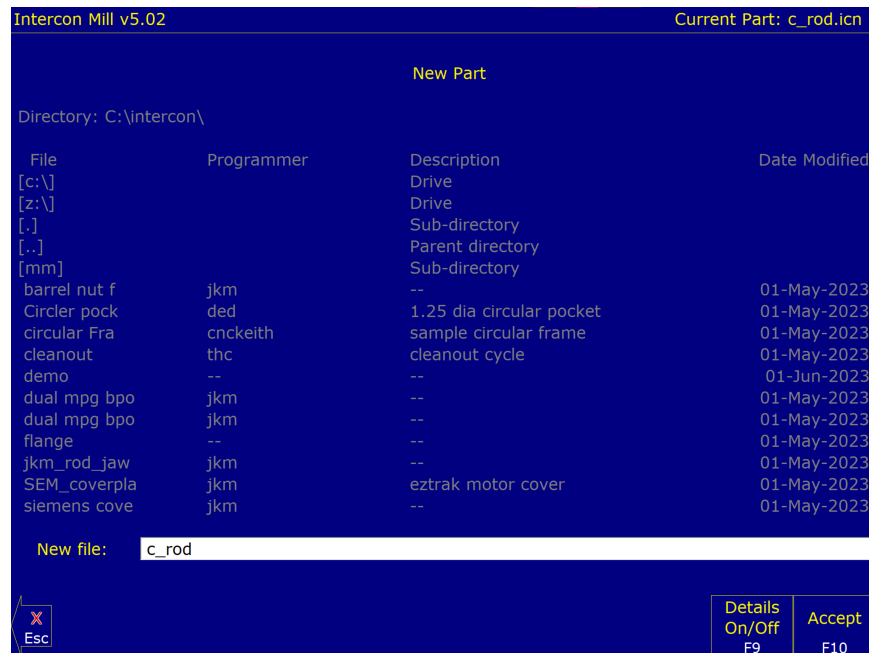 Intercon Mill v5.02 Current Part: c_rod.icn
New Part
Directory: C:\intercon\
File Programmer Description Date Modified
[c:\] Drive
[z:\] Drive
[.] Sub-directory
[..] Parent directory
[mm] Sub-directory
barrel nut f jkm -- 01-May-2023
Circler pock ded 1.25 dia circular pocket 01-May-2023
circular Fra cnckeith sample circular frame 01-May-2023
cleanout thc cleanout cycle 01-May-2023
demo -- -- 01-Jun-2023
dual mpg bpo jkm -- 01-May-2023
dual mpg bpo jkm -- 01-May-2023
flange -- -- 01-May-2023
jkm_rod_jaw jkm -- 01-May-2023
SEM_coverpla jkm eztrak motor cover 01-May-2023
siemens cove jkm -- 01-May-2023
New file: c_rod
X
Esc
Details
On/Off
F9
Accept
F10